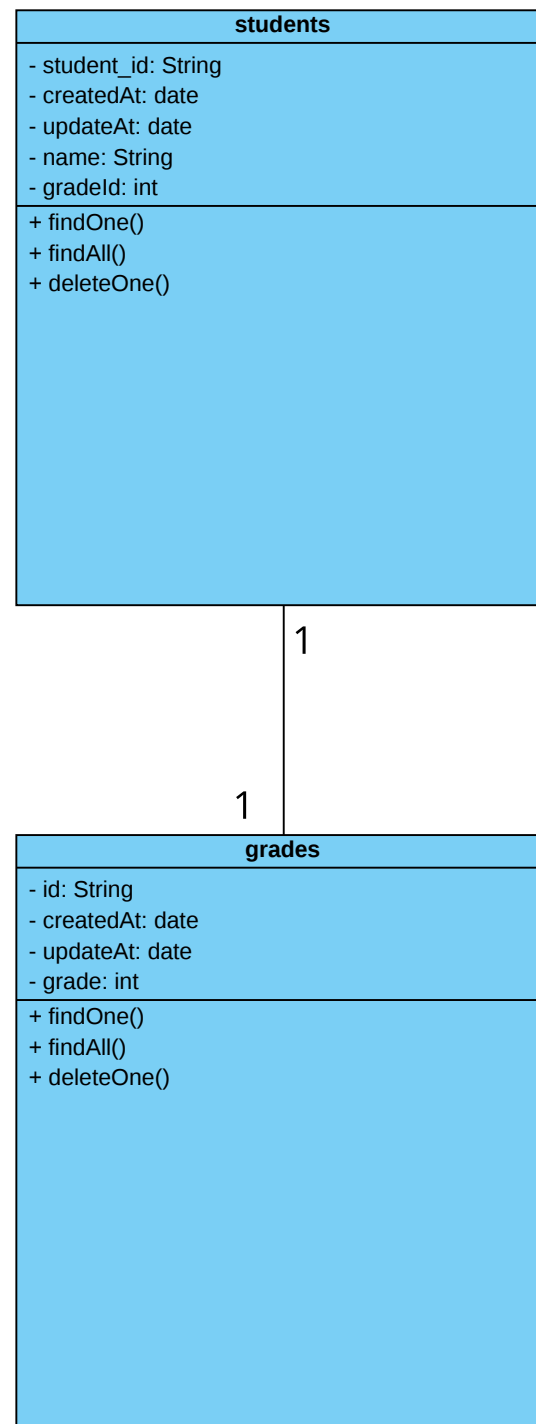 students
- student_id: String
- createdAt: date
- updateAt: date
- name: String
- gradeId: int
+ findOne()
+ findAll()
+ deleteOne()
1
1
grades
- id: String
- createdAt: date
- updateAt: date
- grade: int
+ findOne()
+ findAll()
+ deleteOne()